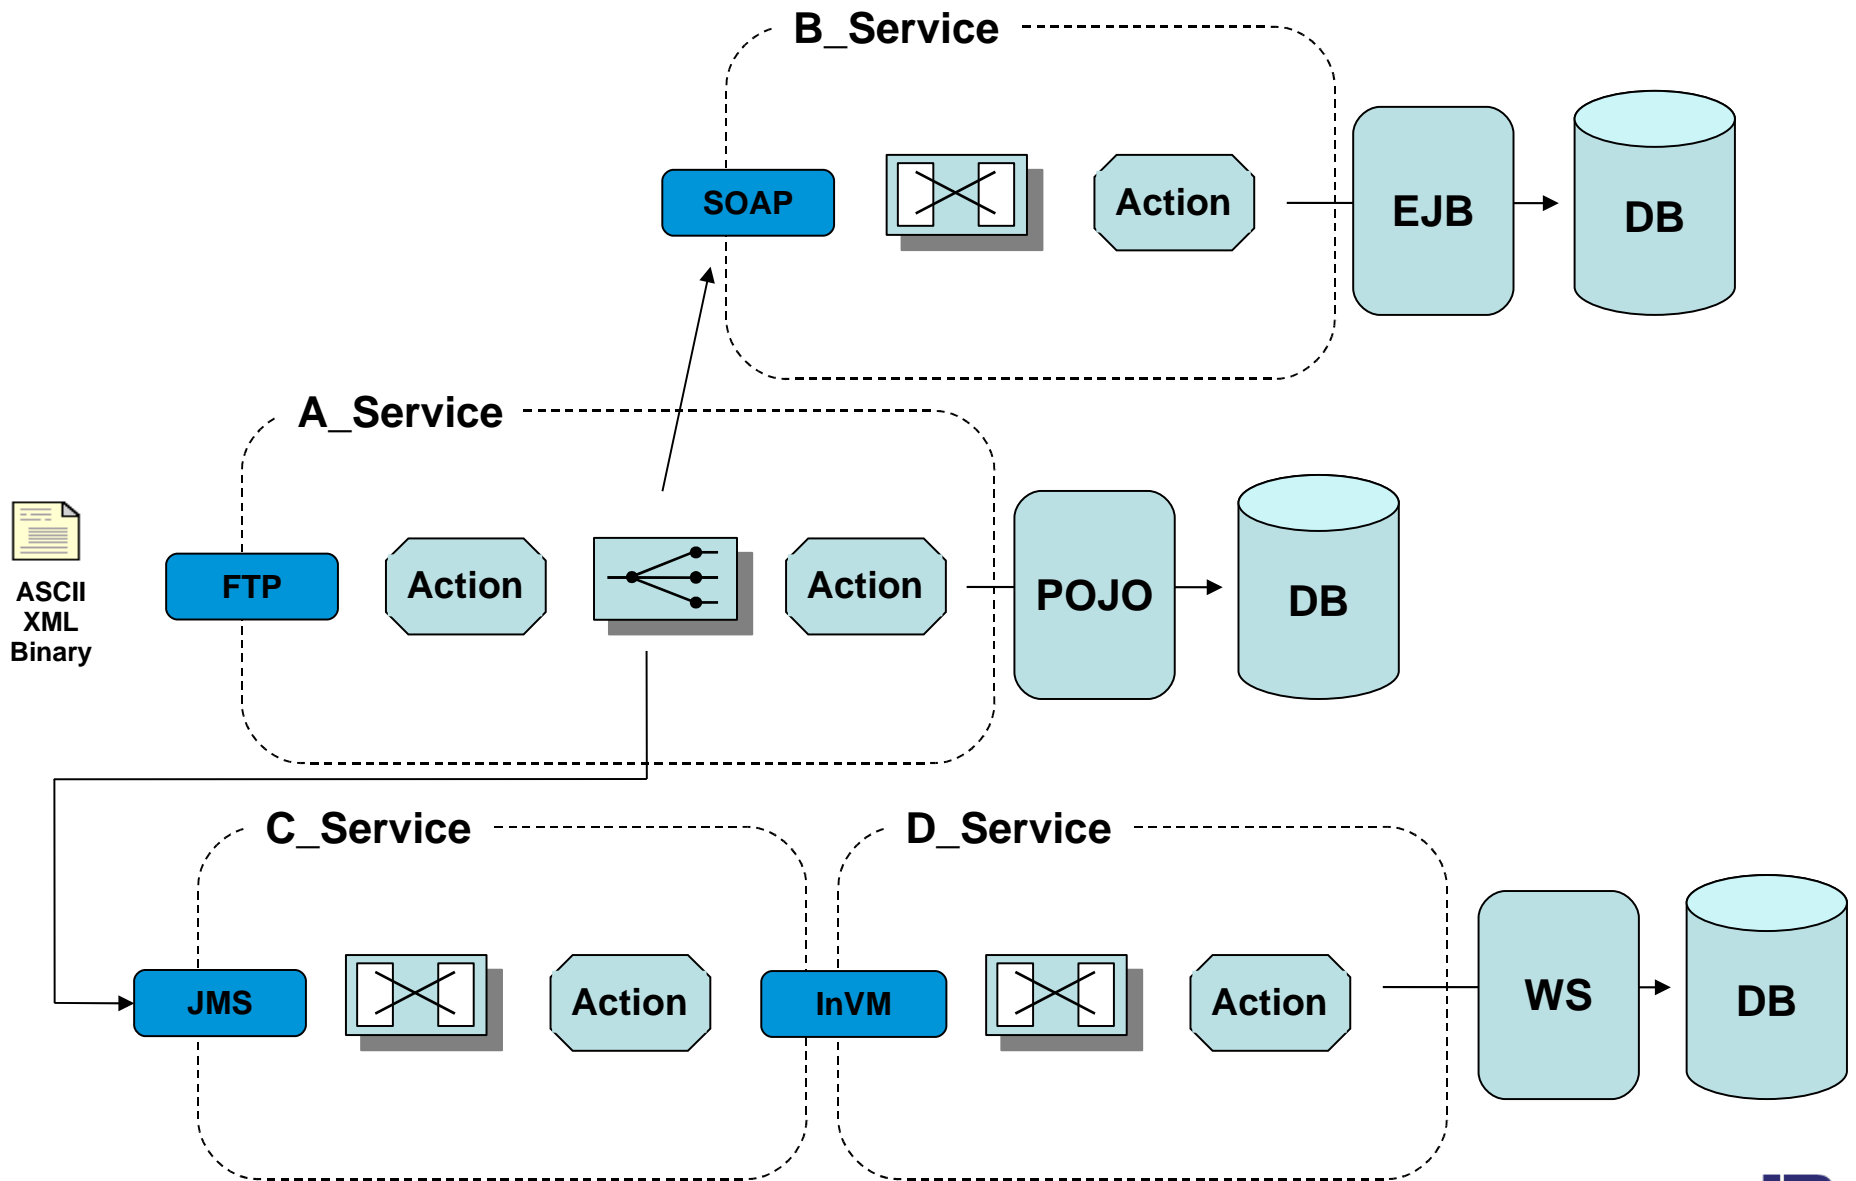 B_Service
SOAP
Action
EJB
DB
A_Service
ASCII
XML
Binary
FTP
Action
Action
POJO
DB
C_Service
D_Service
JMS
Action
InVM
Action
WS
DB